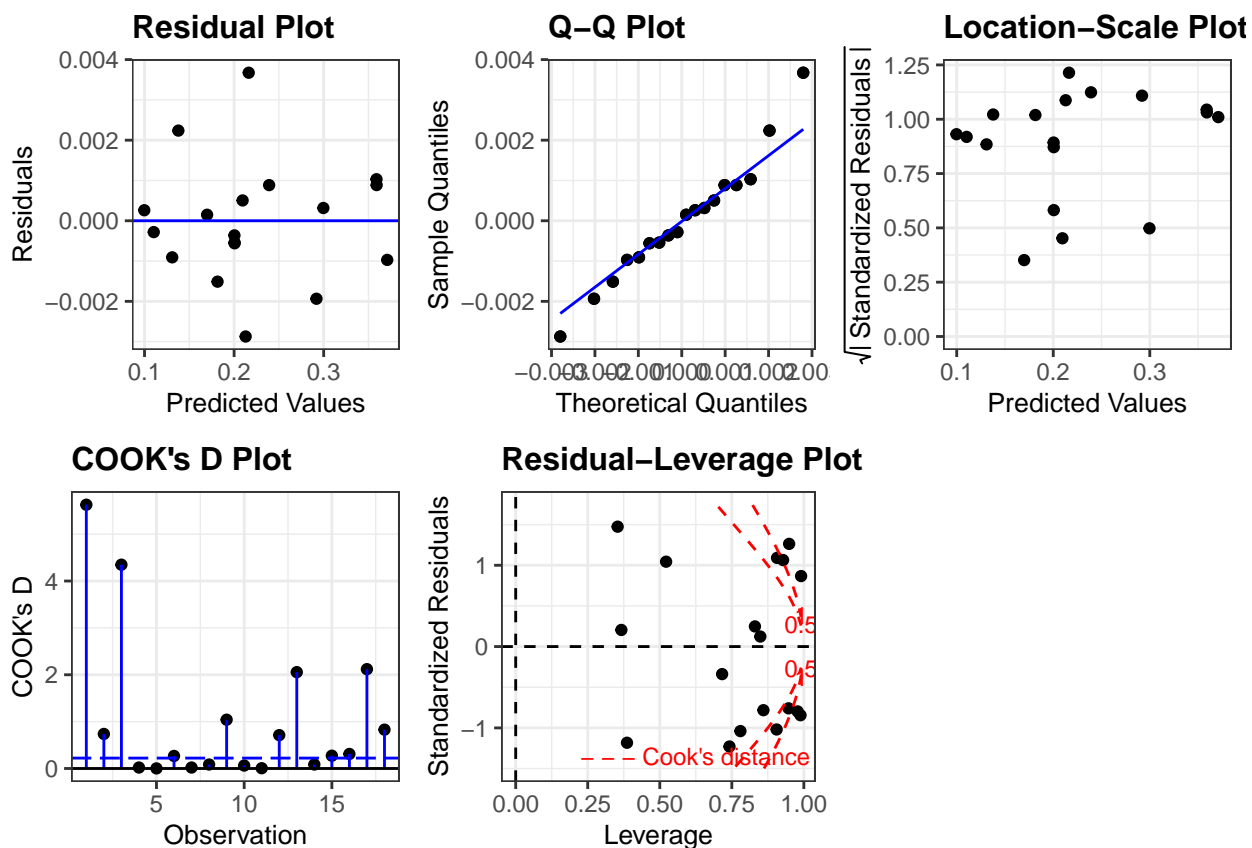 Residual Plot
0.004
0.002
0.000
−0.002
Residuals
0.1 0.2 0.3
Predicted Values
Q−Q Plot
0.004
0.002
0.000
−0.002
Sample Quantiles
Theoretical Quantiles
Location−Scale Plot
1.25
1.00
0.75
0.50
0.25
0.00
√| Standardized Residuals |
0.1 0.2 0.3
Predicted Values
COOK's D Plot
4
2
0
COOK's D
5 10 15
Observation
Residual−Leverage Plot
1
0
−1
Standardized Residuals
0.5
0.5
Cook's distance
0.00 0.25 0.50 0.75 1.00
Leverage